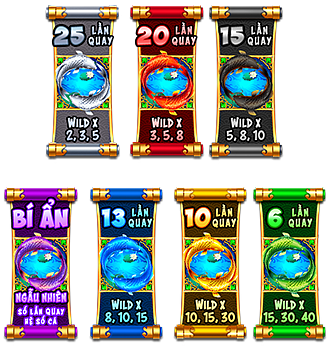 25 LẦN QUAY
WILD X
2, 3, 5
20 LẦN QUAY
WILD X
3, 5, 8
15 LẦN QUAY
WILD X
5, 8, 10
BÍ ẨN
NGẪU NHIÊN
SỐ LẦN QUAY
HỆ SỐ CÁ
13 LẦN QUAY
WILD X
8, 10, 15
10 LẦN QUAY
WILD X
10, 15, 30
6 LẦN QUAY
WILD X
15, 30, 40